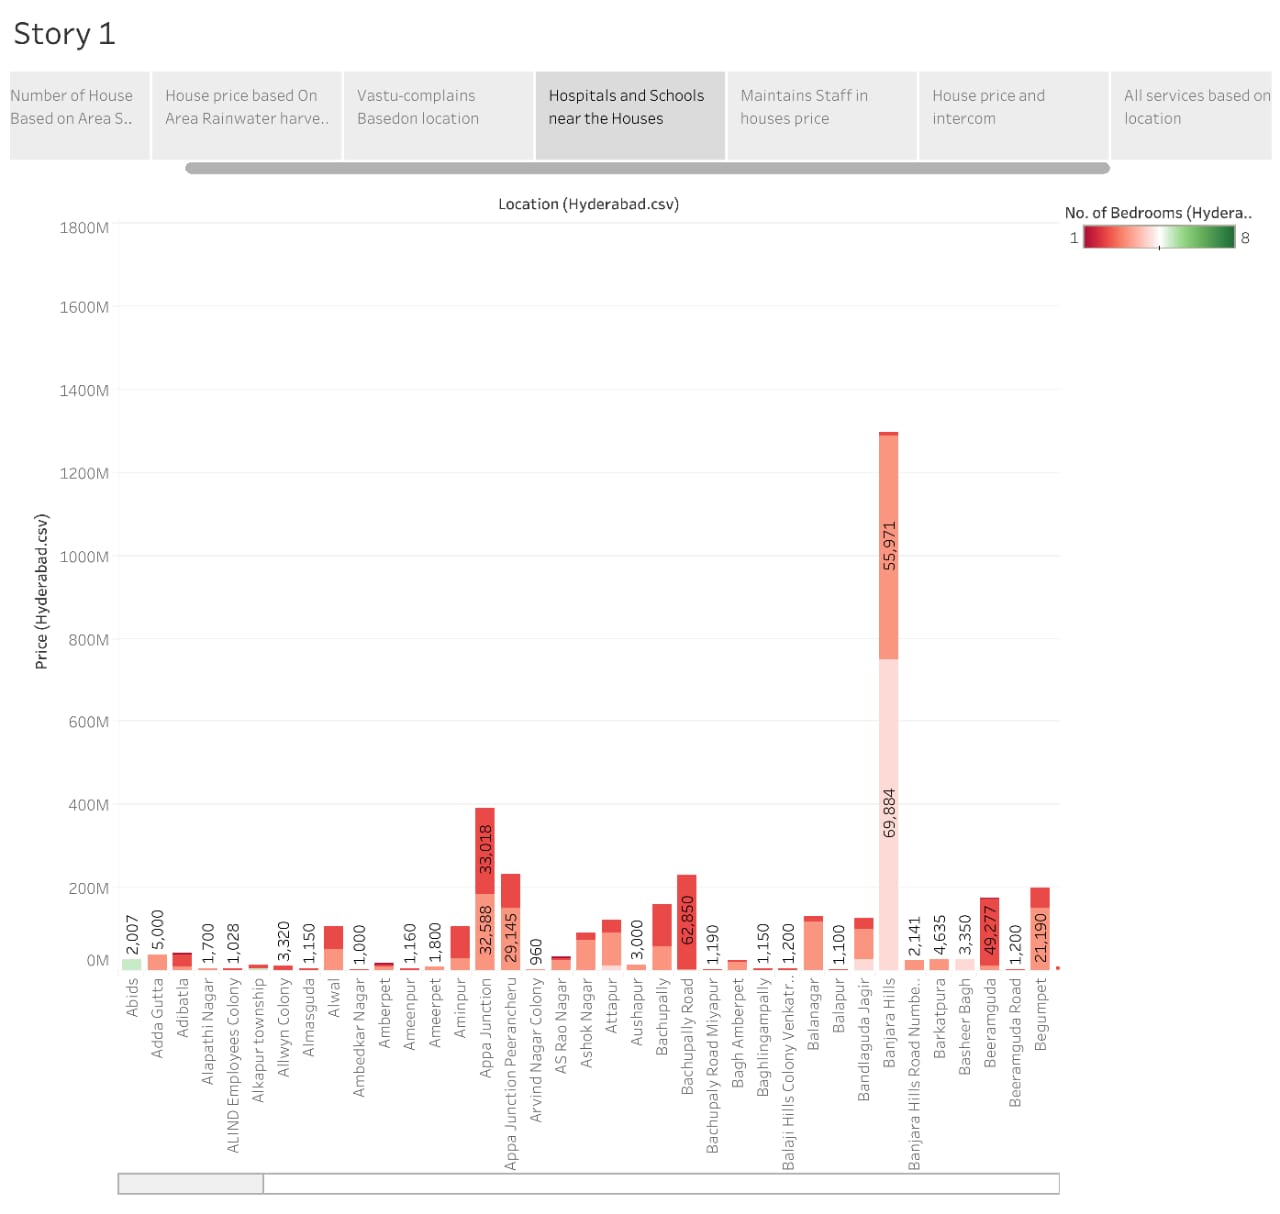 Story 1
Number of House
Based on Area S..
House price based On
Area Rainwater harve..
Vastu-complains
Basedon location
Hospitals and Schools
near the Houses
Maintains Staff in
houses price
House price and
intercom
All services based on
location
Location (Hyderabad.csv)
No. of Bedrooms (Hydera..
1
8
Price (Hyderabad.csv)
1800M
1600M
1400M
1200M
1000M
800M
600M
400M
200M
0M
2,007
5,000
1,700
1,028
3,320
1,150
1,000
1,160
1,800
33,018
32,588
29,145
960
3,000
62,850
1,190
1,150
1,200
1,100
55,971
69,884
2,141
4,635
3,350
49,277
1,200
21,190
Abids
Adda Gutta
Adibatla
Alapathi Nagar
ALIND Employees Colony
Alkapur township
Allwyn Colony
Almasguda
Alwal
Ambedkar Nagar
Amberpet
Ameenpur
Ameerpet
Aminpur
Appa Junction
Appa Junction Peerancheru
Arvind Nagar Colony
AS Rao Nagar
Ashok Nagar
Attapur
Aushapur
Bachupally
Bachupally Road
Bachupaly Road Miyapur
Bagh Amberpet
Baghlingampally
Balaji Hills Colony Venkatr..
Balanagar
Balapur
Bandlaguda Jagir
Banjara Hills
Banjara Hills Road Numbe..
Barkatpura
Basheer Bagh
Beeramguda
Beeramguda Road
Begumpet